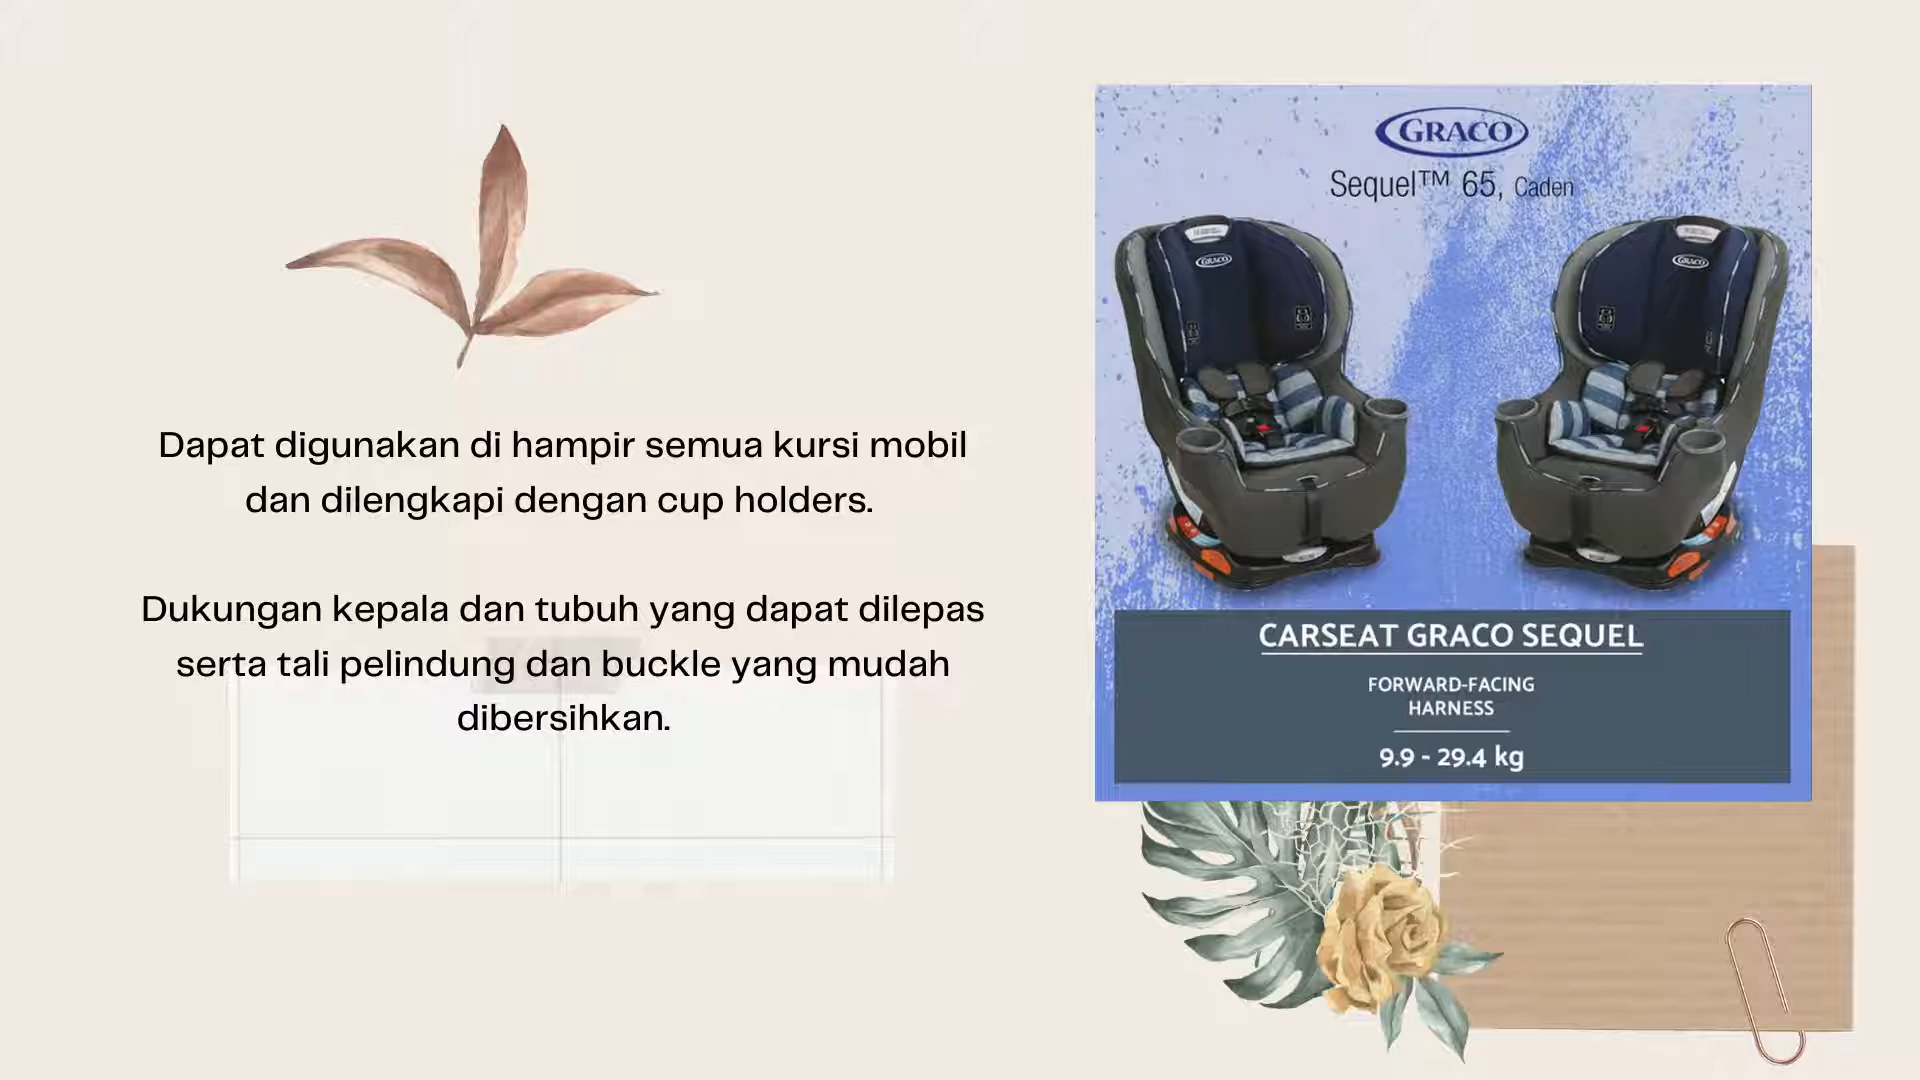 Dapat digunakan di hampir semua kursi mobil
dan dilengkapi dengan cup holders.
Dukungan kepala dan tubuh yang dapat dilepas
serta tali pelindung dan buckle yang mudah
dibersihkan.
GRACO
Sequel™ 65, Caden
GRACO
GRACO
CARSEAT GRACO SEQUEL
FORWARD-FACING
HARNESS
9.9 - 29.4 kg